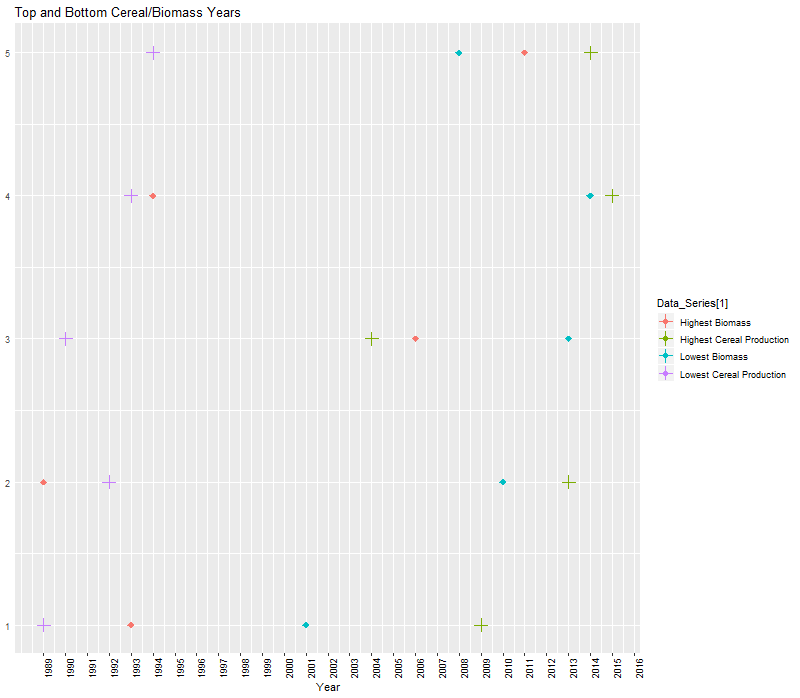 Top and Bottom Cereal/Biomass Years
5
4
3
2
1
1989 1990 1991 1992 1993 1994 1995 1996 1997 1998 1999 2000 2001 2002 2003 2004 2005 2006 2007 2008 2009 2010 2011 2012 2013 2014 2015 2016
Year
Data_Series[1]
Highest Biomass
Highest Cereal Production
Lowest Biomass
Lowest Cereal Production